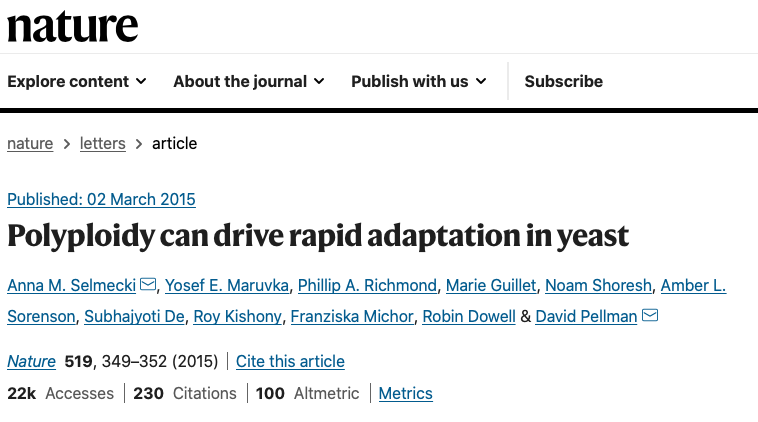 nature
Explore content About the journal Publish with us Subscribe
nature > letters > article
Published: 02 March 2015
Polyploidy can drive rapid adaptation in yeast
Anna M. Selmecki, Yosef E. Maruvka, Phillip A. Richmond, Marie Guillet, Noam Shoresh, Amber L.
Sorenson, Subhajyoti De, Roy Kishony, Franziska Michor, Robin Dowell & David Pellman
Nature 519, 349–352 (2015) | Cite this article
22k Accesses | 230 Citations | 100 Altmetric | Metrics